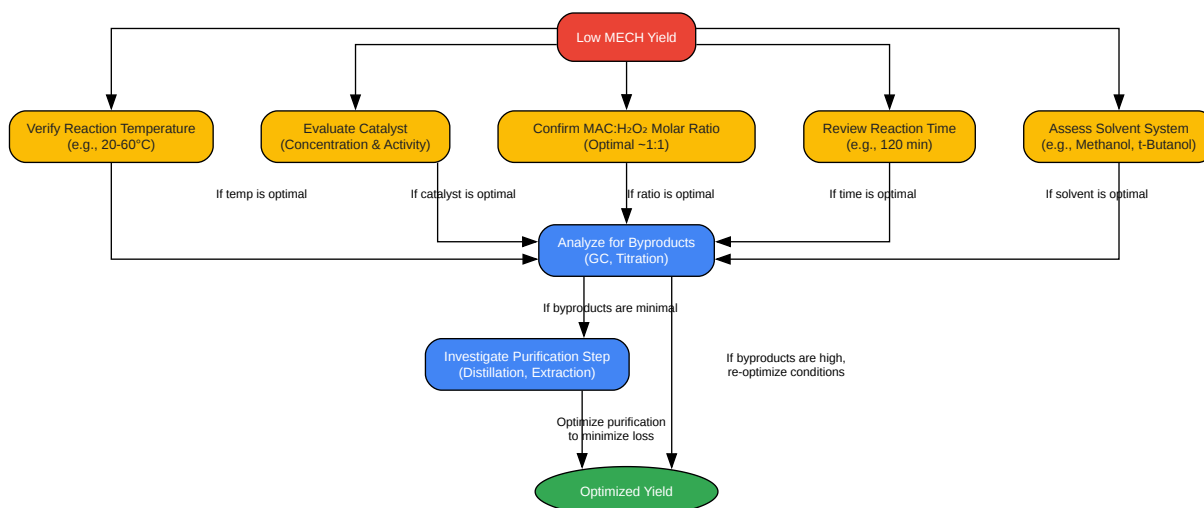 Low MECH Yield
Verify Reaction Temperature
(e.g., 20-60°C)
Evaluate Catalyst
(Concentration & Activity)
Confirm MAC:H₂O₂ Molar Ratio
(Optimal ~1:1)
Review Reaction Time
(e.g., 120 min)
Assess Solvent System
(e.g., Methanol, t-Butanol)
If temp is optimal
If catalyst is optimal
If ratio is optimal
If time is optimal
If solvent is optimal
Analyze for Byproducts
(GC, Titration)
If byproducts are minimal
Investigate Purification Step
(Distillation, Extraction)
If byproducts are high,
re-optimize conditions
Optimize purification
to minimize loss
Optimized Yield